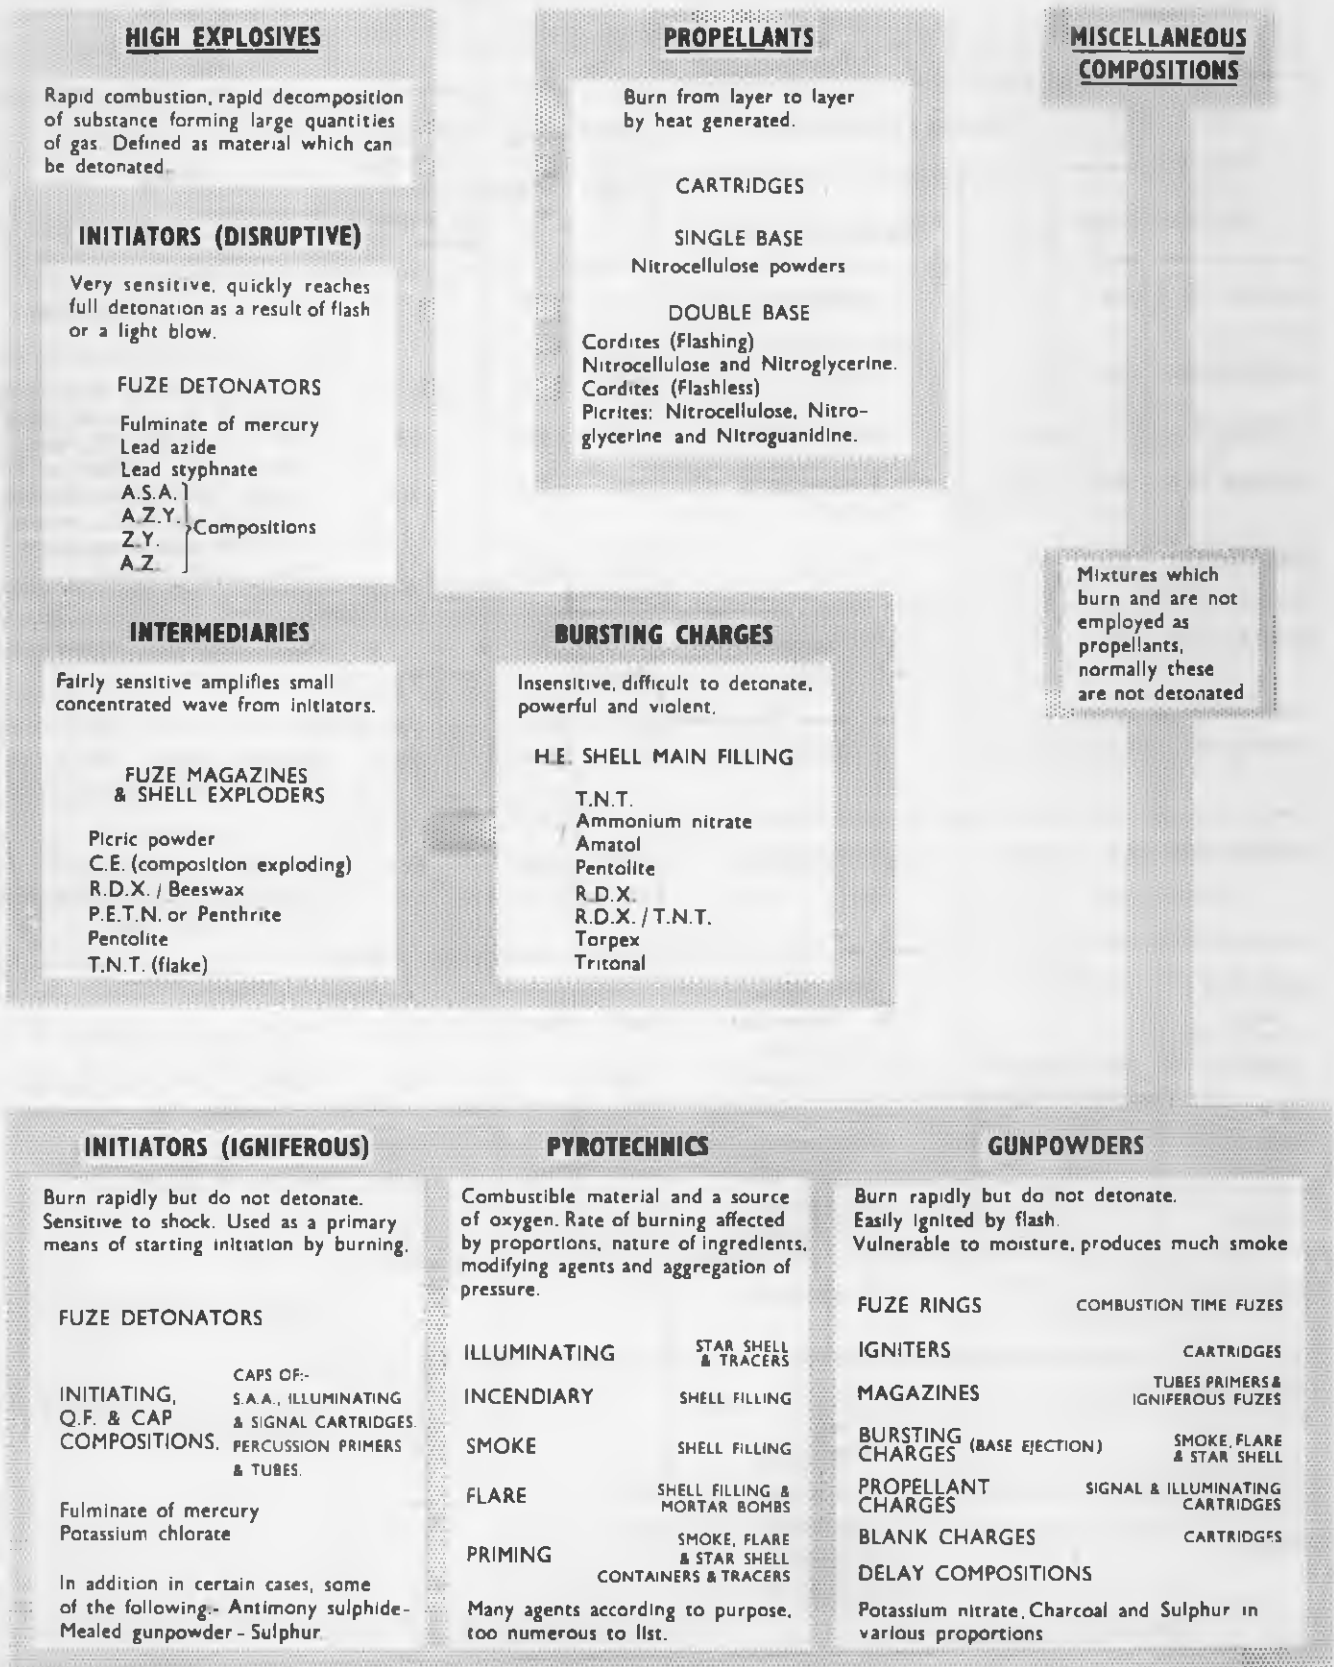 HIGH EXPLOSIVES
Rapid combustion, rapid decomposition
of substance forming large quantities
of gas. Defined as material which can
be detonated.
INITIATORS (DISRUPTIVE)
Very sensitive, quickly reaches
full detonation as a result of flash
or a light blow.
FUZE DETONATORS
Fulminate of mercury
Lead azide
Lead styphnate
A.S.A.
A.Z.Y.
Z.Y.
A.Z.
Compositions
PROPELLANTS
Burn from layer to layer
by heat generated.
CARTRIDGES
SINGLE BASE
Nitrocellulose powders
DOUBLE BASE
Cordites (Flashing)
Nitrocellulose and Nitroglycerine.
Cordites (Flashless)
Picrites: Nitrocellulose, Nitro-
glycerine and Nitroguanidine.
MISCELLANEOUS
COMPOSITIONS
Mixtures which
burn and are not
employed as
propellants,
normally these
are not detonated
INTERMEDIARIES
Fairly sensitive amplifies small
concentrated wave from initiators.
FUZE MAGAZINES
& SHELL EXPLODERS
Picric powder
C.E. (composition exploding)
R.D.X. / Beeswax
P.E.T.N. or Penthrite
Pentolite
T.N.T. (flake)
BURSTING CHARGES
Insensitive, difficult to detonate,
powerful and violent.
H.E. SHELL MAIN FILLING
T.N.T.
Ammonium nitrate
Amatol
Pentolite
R.D.X.
R.D.X. / T.N.T.
Torpex
Tritonal
INITIATORS (IGNIFEROUS)
Burn rapidly but do not detonate.
Sensitive to shock. Used as a primary
means of starting initiation by burning.
FUZE DETONATORS
INITIATING,
Q.F. & CAP
COMPOSITIONS.
CAPS OF:-
S.A.A., ILLUMINATING
& SIGNAL CARTRIDGES.
PERCUSSION PRIMERS
& TUBES.
Fulminate of mercury
Potassium chlorate
In addition in certain cases, some
of the following:- Antimony sulphide-
Mealed gunpowder - Sulphur.
PYROTECHNICS
Combustible material and a source
of oxygen. Rate of burning affected
by proportions, nature of ingredients,
modifying agents and aggregation of
pressure.
ILLUMINATING STAR SHELL
& TRACERS
INCENDIARY SHELL FILLING
SMOKE SHELL FILLING
FLARE SHELL FILLING &
MORTAR BOMBS
PRIMING SMOKE, FLARE
& STAR SHELL
CONTAINERS & TRACERS
Many agents according to purpose,
too numerous to list.
GUNPOWDERS
Burn rapidly but do not detonate.
Easily ignited by flash.
Vulnerable to moisture, produces much smoke
FUZE RINGS COMBUSTION TIME FUZES
IGNITERS CARTRIDGES
MAGAZINES TUBES PRIMERS &
IGNIFEROUS FUZES
BURSTING
CHARGES (BASE EJECTION) SMOKE, FLARE
& STAR SHELL
PROPELLANT
CHARGES SIGNAL & ILLUMINATING
CARTRIDGES
BLANK CHARGES CARTRIDGES
DELAY COMPOSITIONS
Potassium nitrate, Charcoal and Sulphur in
various proportions